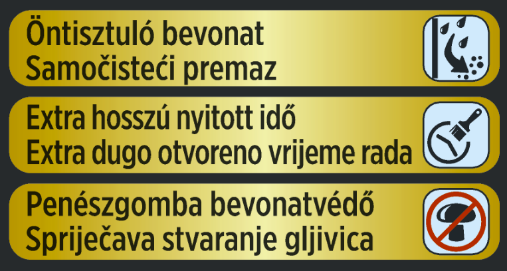 Öntisztuló bevonat
Samočisteći premaz
Extra hosszú nyitott idő
Extra dugo otvoreno vrijeme rada
Penészgomba bevonatvédő
Spriječava stvaranje gljivica